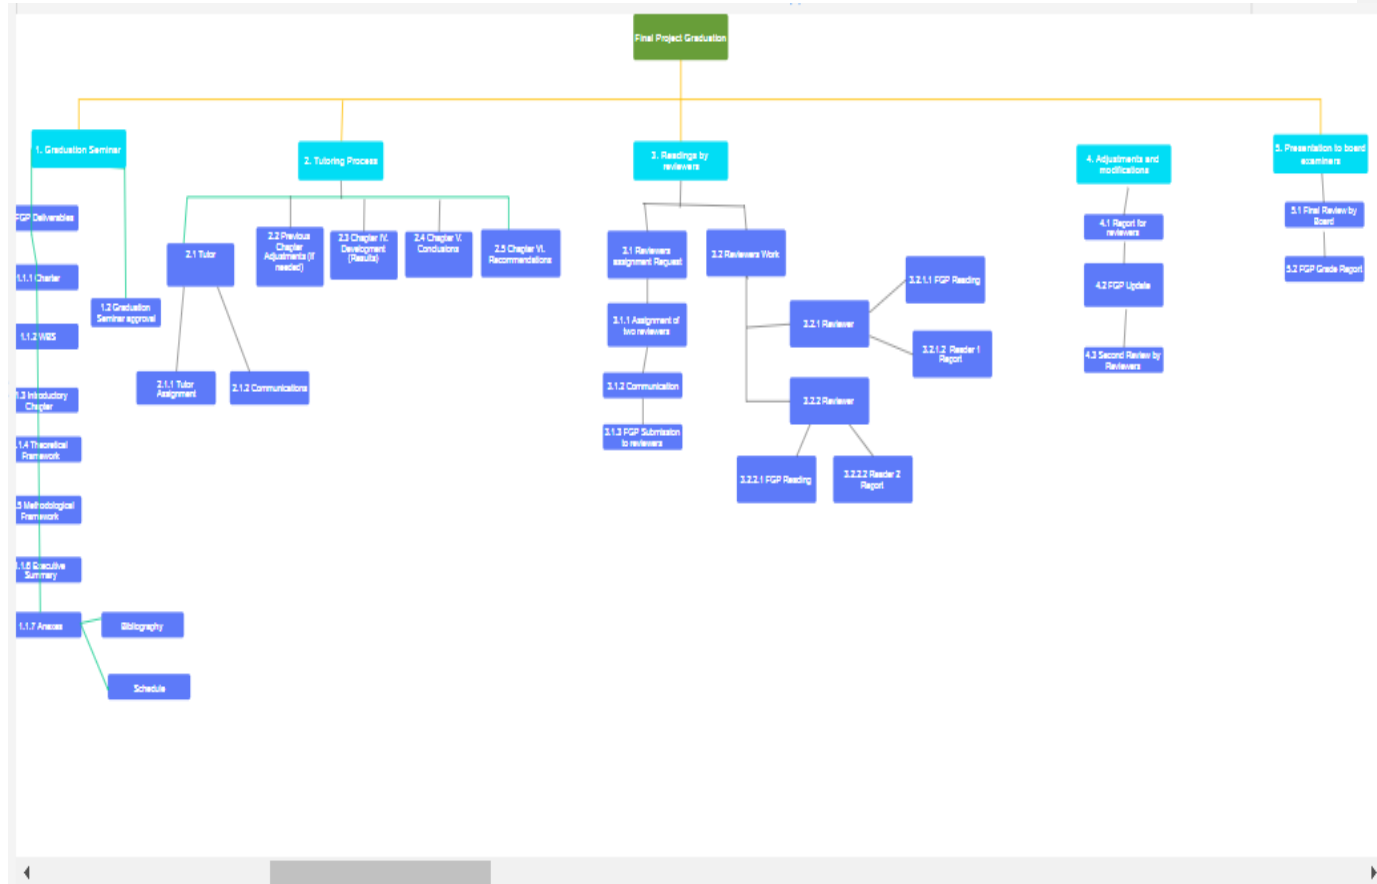 Final Project Graduation
1. Graduation Seminar
2. Tutoring Process
3. Readings by
reviewers
4. Adjustments and
modifications
5. Presentation to board
examiners
FGP Deliverables
1.1.1 Charter
1.1.2 WBS
1.3 Introductory
Chapter
.1.4 Theoretical
Framework
.5 Methodological
Framework
1.1.6 Executive
Summary
1.1.7 Anexes
Bibliography
Schedule
1.2 Graduation
Seminar approval
2.1 Tutor
2.1.1 Tutor
Assignment
2.1.2 Communications
2.2 Previous
Chapter
Adjustments (If
needed)
2.3 Chapter IV.
Development
(Results)
2.4 Chapter V.
Conclusions
2.5 Chapter VI.
Recommendations
3.1 Reviewers
assignment Request
3.1.1 Assignment of
two reviewers
3.1.2 Communication
3.1.3 FGP Submission
to reviewers
3.2 Reviewers Work
3.2.1 Reviewer
3.2.1.1 FGP Reading
3.2.1.2 Reader 1
Report
3.2.2 Reviewer
3.2.2.1 FGP Reading
3.2.2.2 Reader 2
Report
4.1 Report for
reviewers
4.2 FGP Update
4.3 Second Review by
Reviewers
5.1 Final Review by
Board
5.2 FGP Grade Report